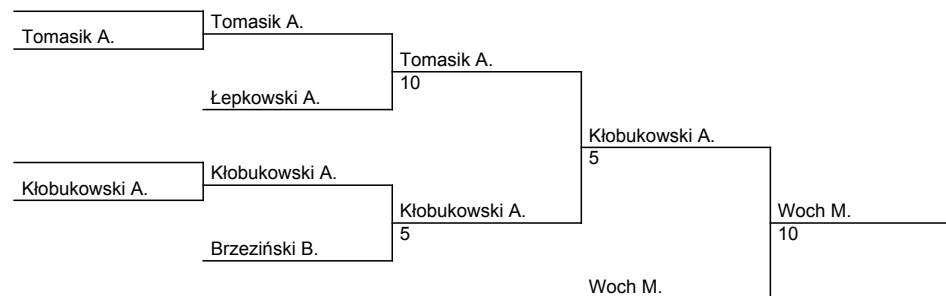 Tomasik A.
Tomasik A.
Tomasik A.
10
Łepkowski A.
Kłobukowski A.
5
Kłobukowski A.
Kłobukowski A.
Kłobukowski A.
5
Woch M.
10
Brzeziński B.
Woch M.